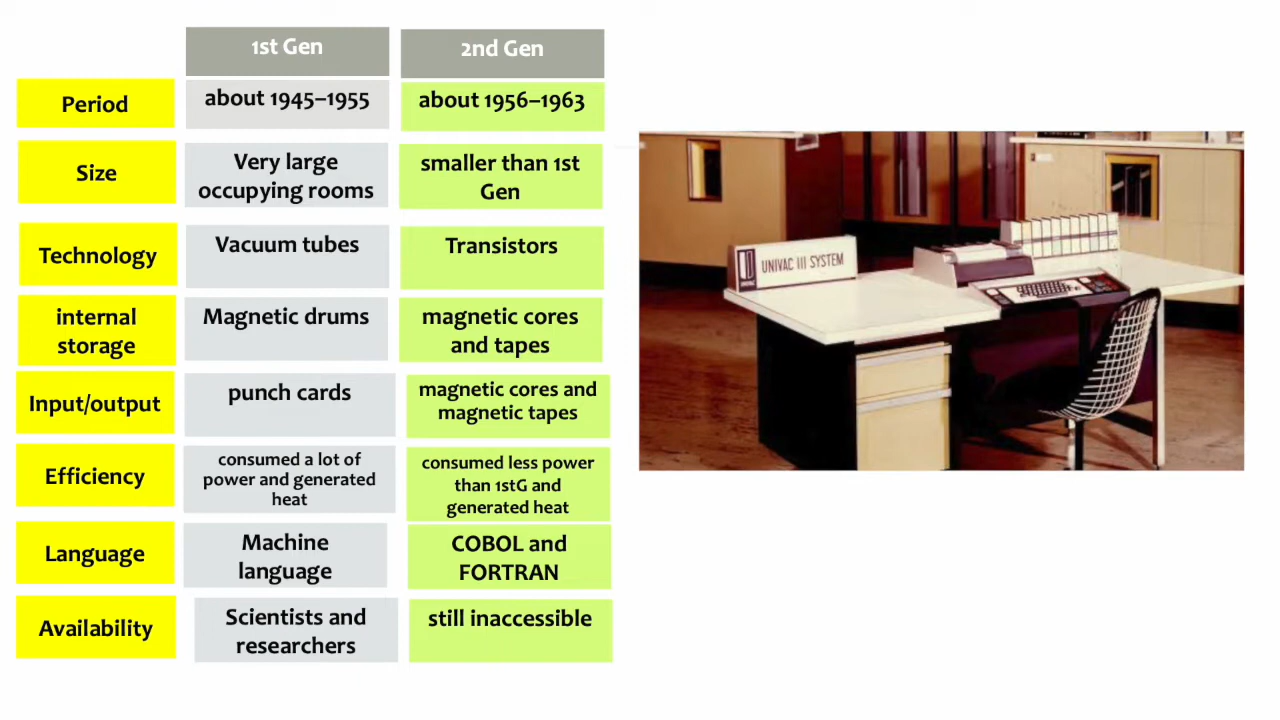 1st Gen
2nd Gen
Period
about 1945–1955
about 1956–1963
Size
Very large
occupying rooms
smaller than 1st
Gen
Technology
Vacuum tubes
Transistors
internal
storage
Magnetic drums
magnetic cores
and tapes
Input/output
punch cards
magnetic cores and
magnetic tapes
Efficiency
consumed a lot of
power and generated
heat
consumed less power
than 1stG and
generated heat
Language
Machine
language
COBOL and
FORTRAN
Availability
Scientists and
researchers
still inaccessible
UNIVAC III SYSTEM